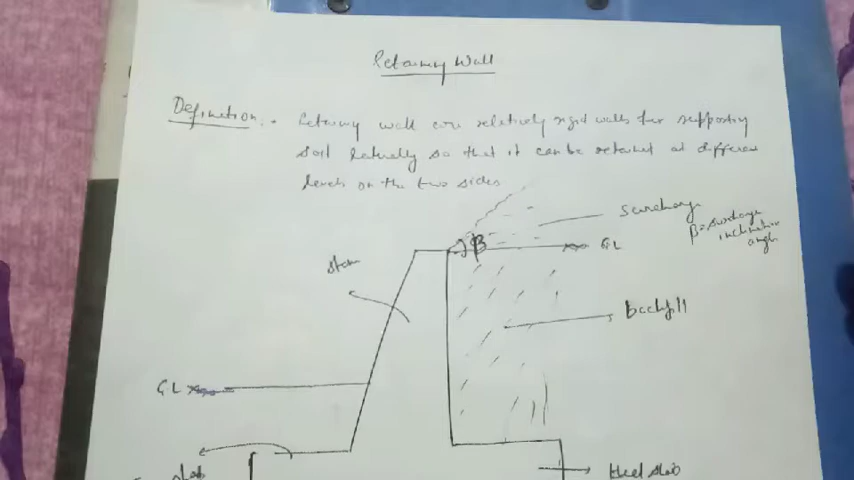 Retaining Wall
Definition :- Retaining wall are relatively rigid walls for supporting
soil laterally so that it can be retained at different
levels on the two sides
Surcharge
β = surcharge
inclination
angle
β
GL
Stem
Backfill
GL
slab
Heel slab